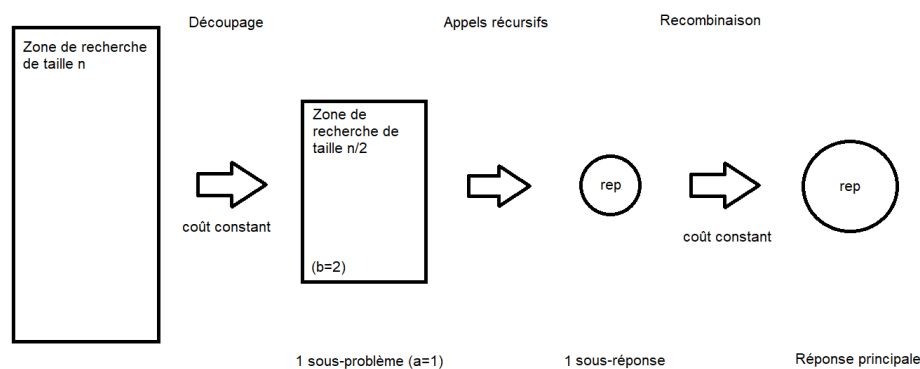 Découpage
Appels récursifs
Recombinaison
Zone de recherche
de taille n
Zone de
recherche de
taille n/2
(b=2)
coût constant
rep
coût constant
rep
1 sous-problème (a=1)
1 sous-réponse
Réponse principale